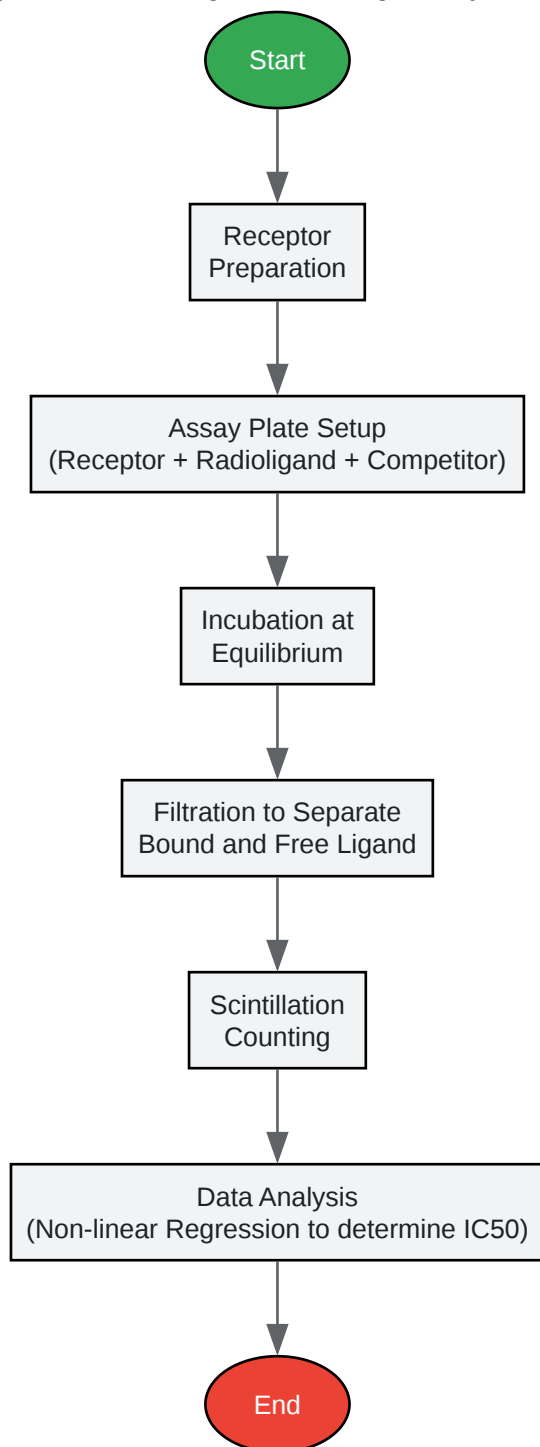 Start
Receptor
Preparation
Assay Plate Setup
(Receptor + Radioligand + Competitor)
Incubation at
Equilibrium
Filtration to Separate
Bound and Free Ligand
Scintillation
Counting
Data Analysis
(Non-linear Regression to determine IC50)
End